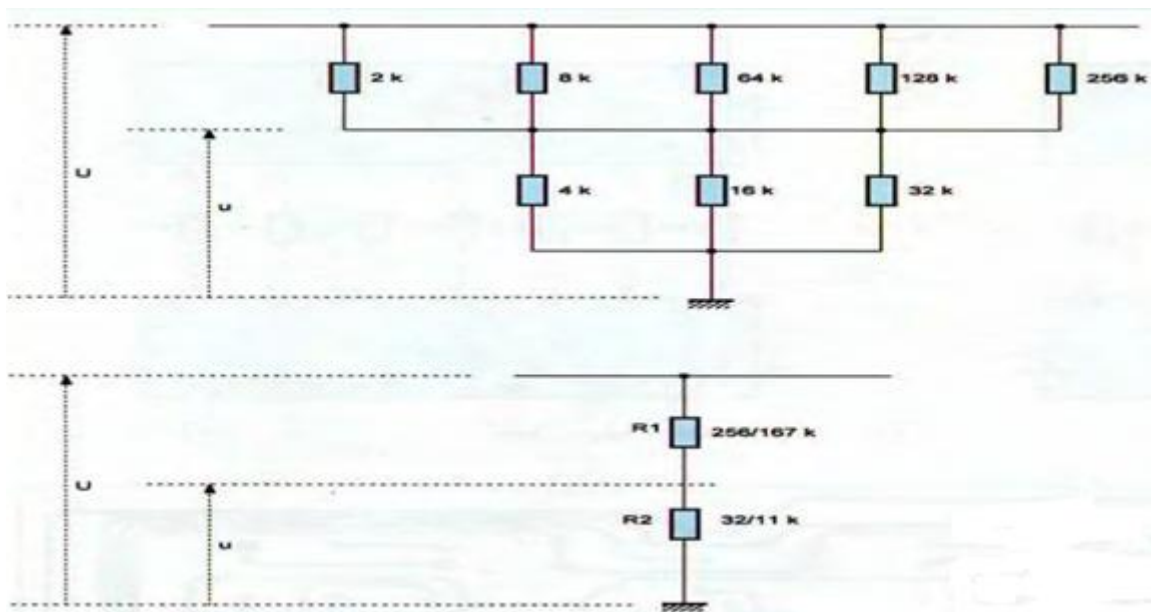 2 k 8 k 64 k 128 k 256 k
U
u
4 k 16 k 32 k
R1 256/167 k
U
R2 32/11 k
u